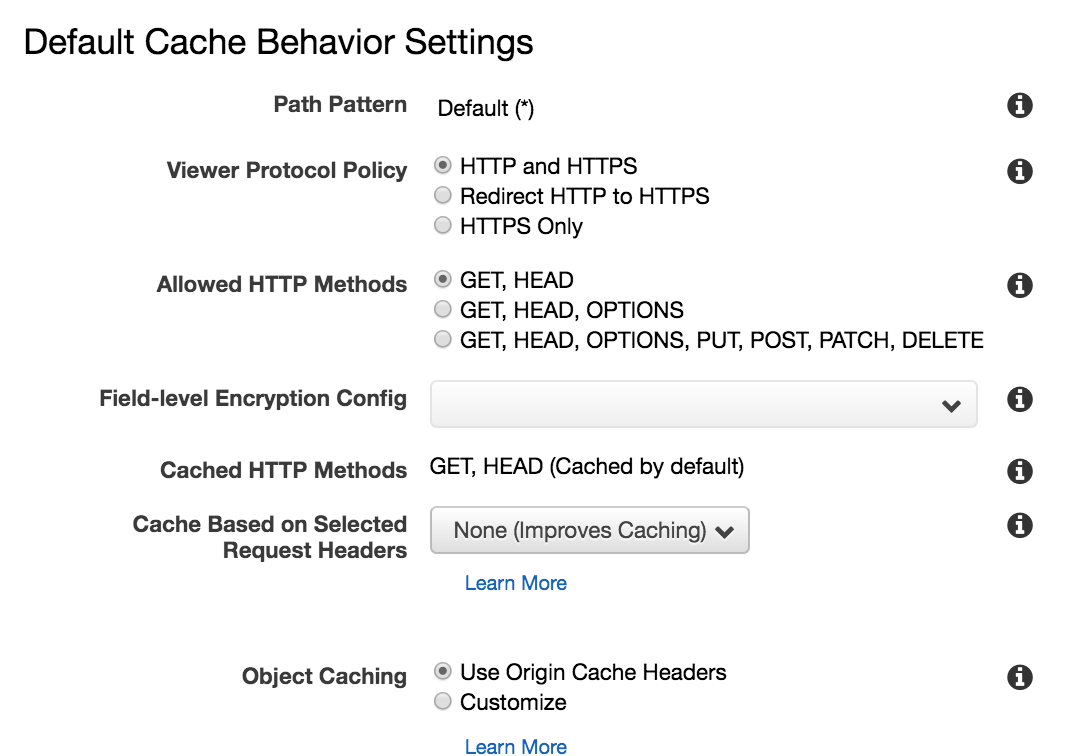 Default Cache Behavior Settings
Path Pattern
Default (*)
Viewer Protocol Policy
HTTP and HTTPS
Redirect HTTP to HTTPS
HTTPS Only
Allowed HTTP Methods
GET, HEAD
GET, HEAD, OPTIONS
GET, HEAD, OPTIONS, PUT, POST, PATCH, DELETE
Field-level Encryption Config
Cached HTTP Methods
GET, HEAD (Cached by default)
Cache Based on Selected
Request Headers
None (Improves Caching)
Learn More
Object Caching
Use Origin Cache Headers
Customize
Learn More